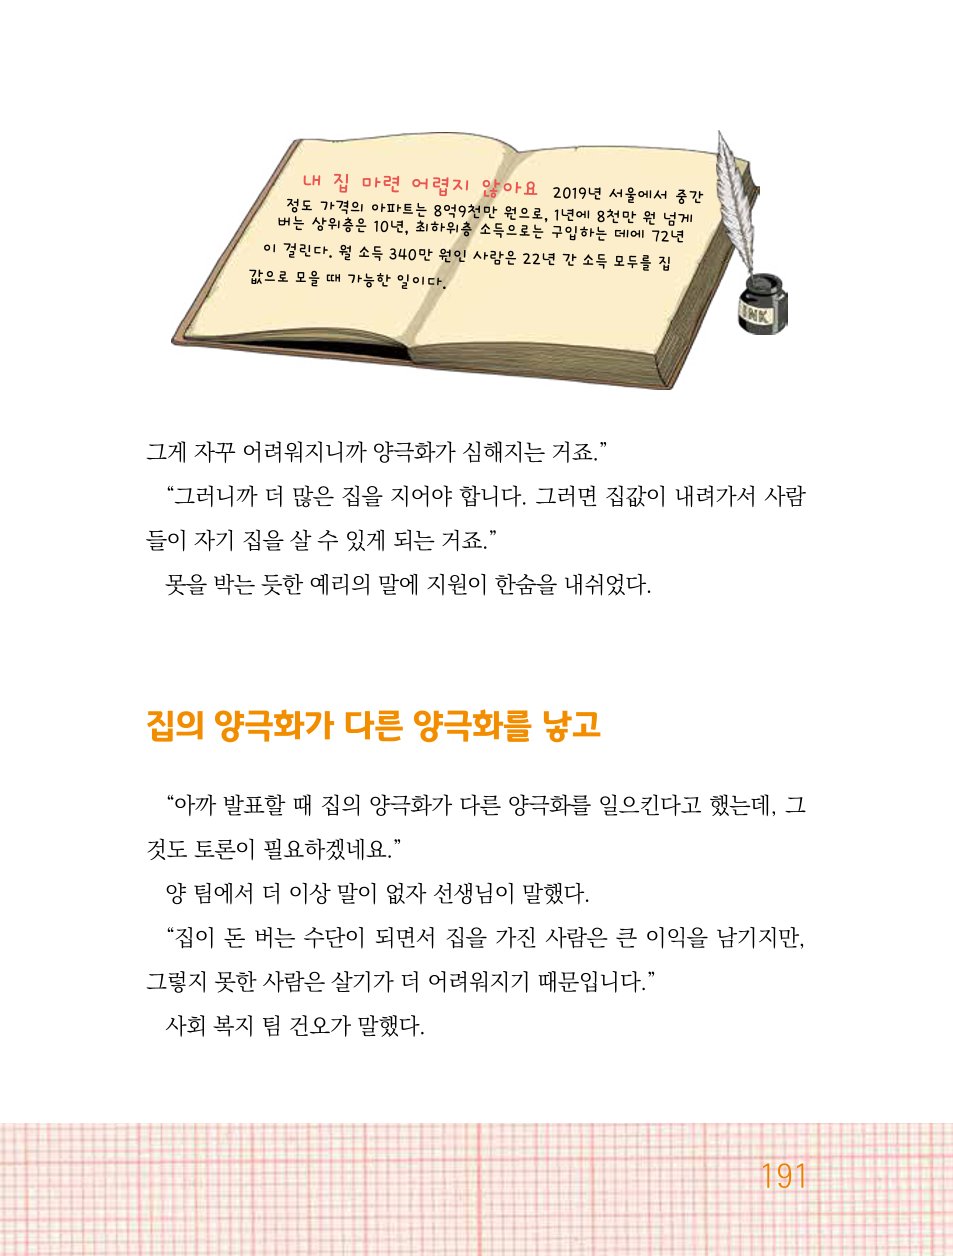 내 집 마련 어렵지 않아요 2019년 서울에서 중간
정도 가격의 아파트는 8억9천만 원으로, 1년에 8천만 원 넘게
버는 상위층은 10년, 최하위층 소득으로는 구입하는 데에 72년
이 걸린다. 월 소득 340만 원인 사람은 22년 간 소득 모두를 집
값으로 모을 때 가능한 일이다.
INK
그게 자꾸 어려워지니까 양극화가 심해지는 거죠.”
“그러니까 더 많은 집을 지어야 합니다. 그러면 집값이 내려가서 사람
들이 자기 집을 살 수 있게 되는 거죠.”
못을 박는 듯한 예리의 말에 지원이 한숨을 내쉬었다.
집의 양극화가 다른 양극화를 낳고
“아까 발표할 때 집의 양극화가 다른 양극화를 일으킨다고 했는데, 그
것도 토론이 필요하겠네요.”
양 팀에서 더 이상 말이 없자 선생님이 말했다.
“집이 돈 버는 수단이 되면서 집을 가진 사람은 큰 이익을 남기지만,
그렇지 못한 사람은 살기가 더 어려워지기 때문입니다.”
사회 복지 팀 건오가 말했다.
191